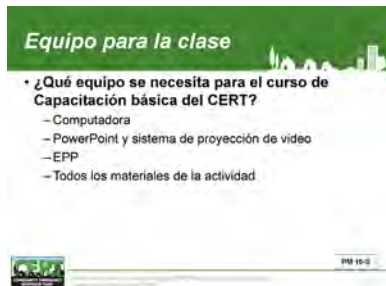 Equipo para la clase
• ¿Qué equipo se necesita para el curso de
Capacitación básica del CERT?
–Computadora
–PowerPoint y sistema de proyección de video
–EPP
–Todos los materiales de la actividad
CERT